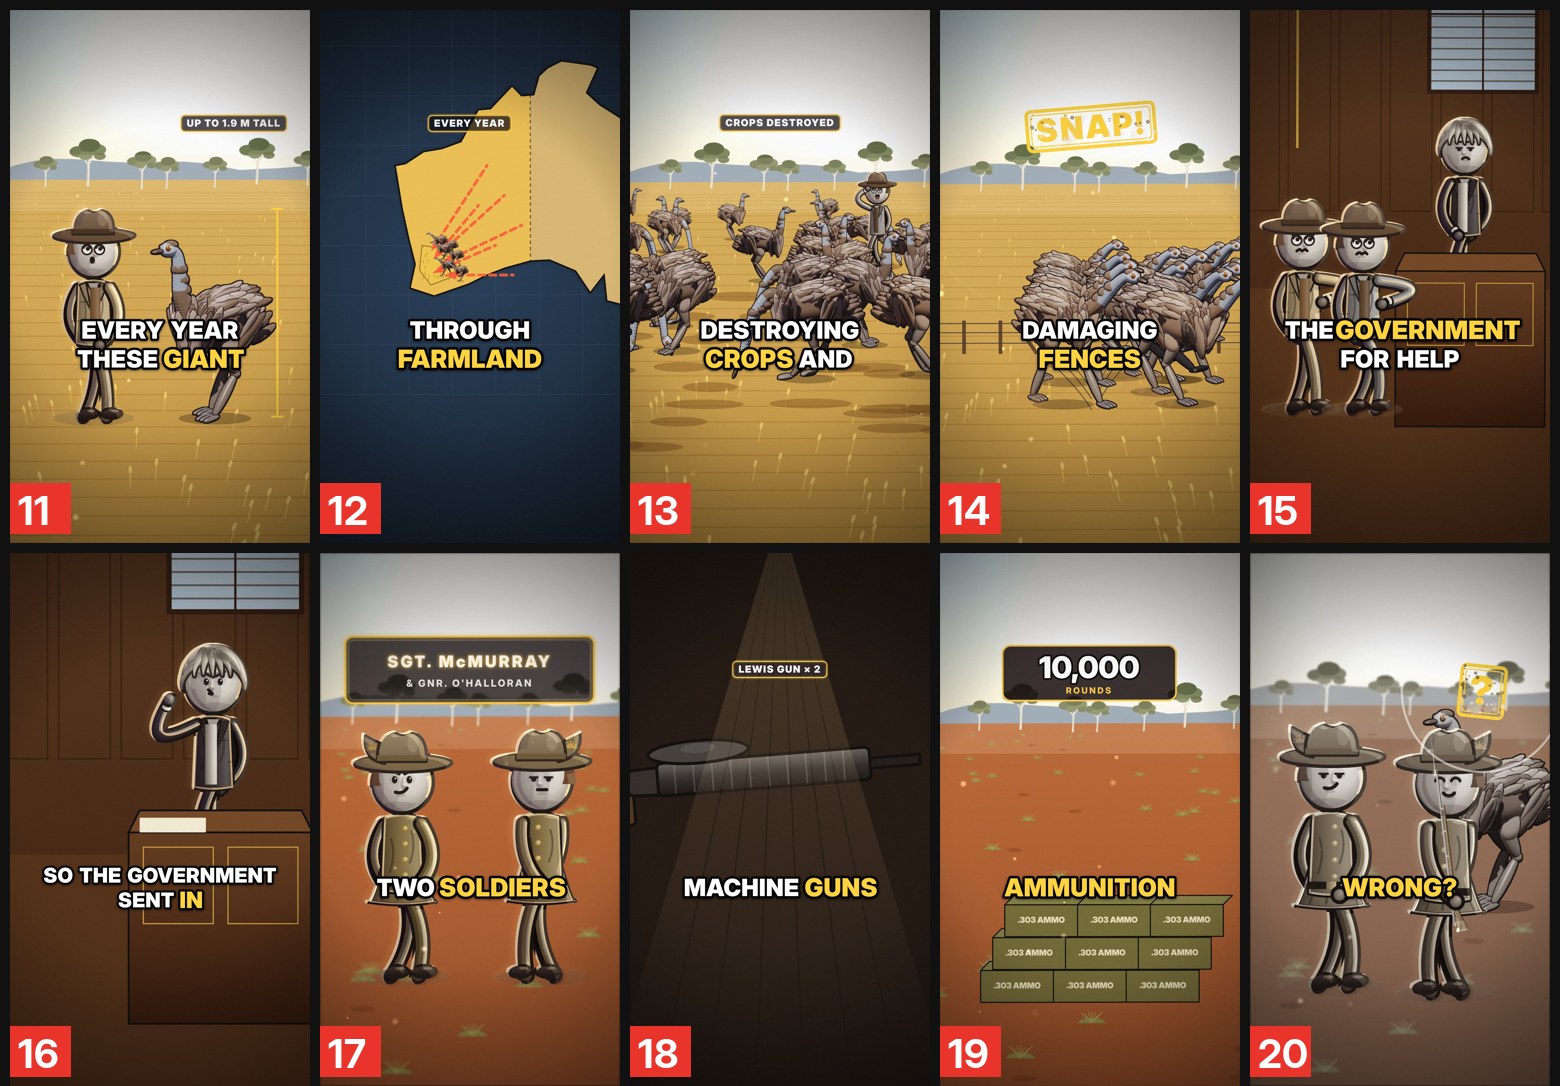 UP TO 1.9 M TALL
EVERY YEAR
THESE GIANT
11
EVERY YEAR
THROUGH
FARMLAND
12
CROPS DESTROYED
DESTROYING
CROPS AND
13
SNAP!
DAMAGING
FENCES
14
THE GOVERNMENT
FOR HELP
15
SO THE GOVERNMENT
SENT IN
16
SGT. McMURRAY
& GNR. O'HALLORAN
TWO SOLDIERS
17
LEWIS GUN × 2
MACHINE GUNS
18
10,000
ROUNDS
AMMUNITION
.303 AMMO .303 AMMO .303 AMMO
.303 AMMO .303 AMMO .303 AMMO
.303 AMMO .303 AMMO .303 AMMO
19
?
WRONG?
20